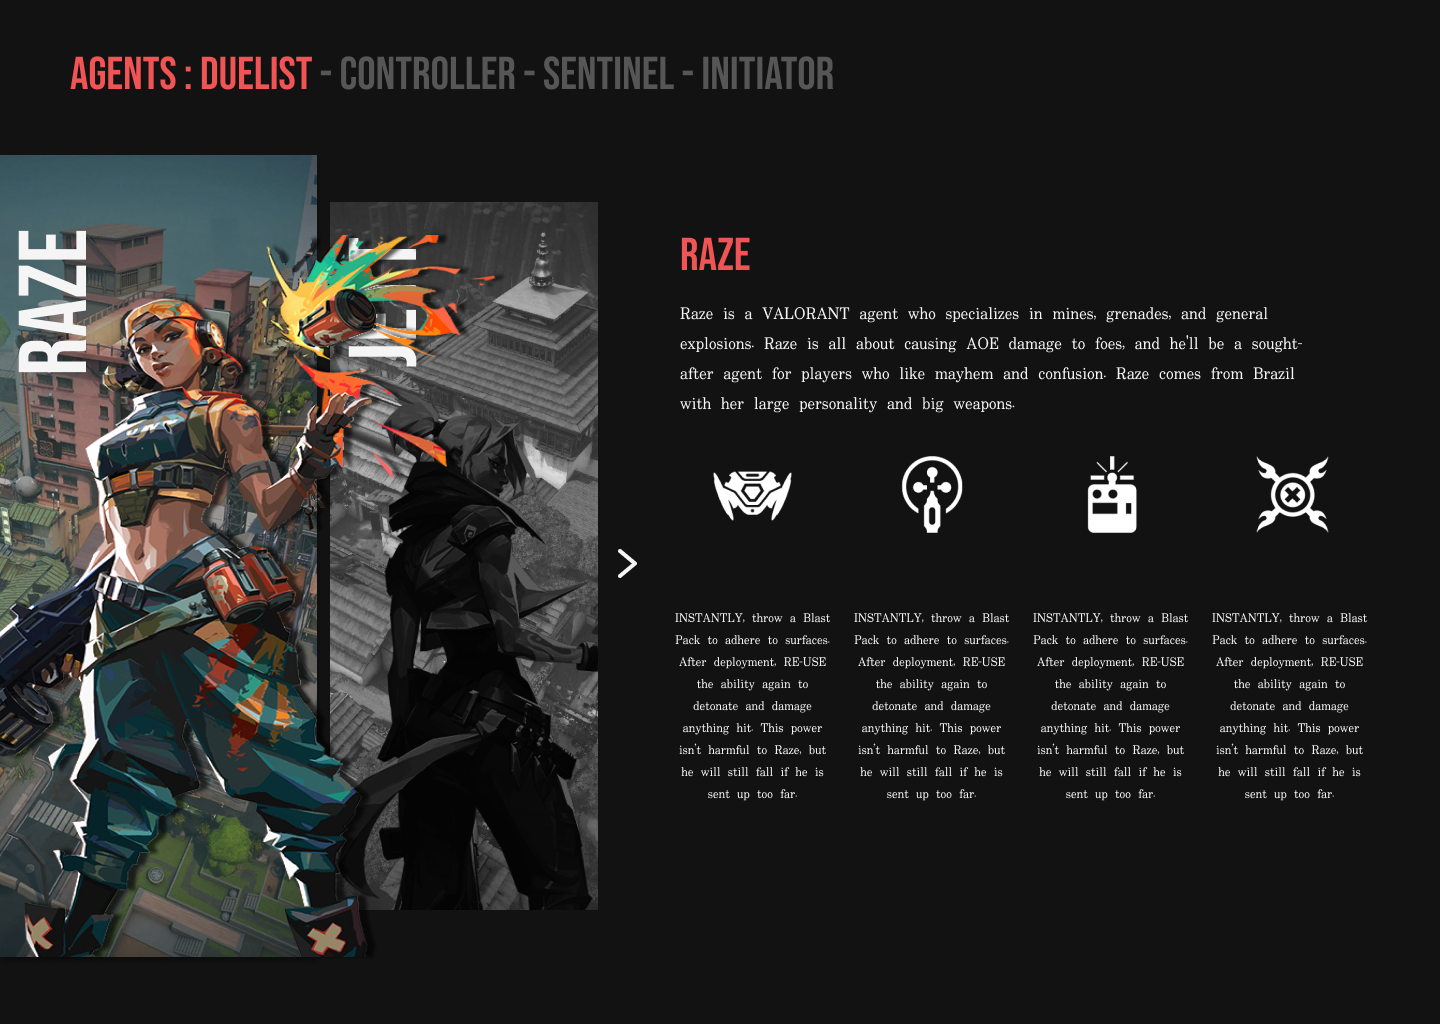 AGENTS : DUELIST - CONTROLLER - SENTINEL - INITIATOR
RAZE
JETT
RAZE
Raze is a VALORANT agent who specializes in mines, grenades, and general
explosions. Raze is all about causing AOE damage to foes, and he'll be a sought-
after agent for players who like mayhem and confusion. Raze comes from Brazil
with her large personality and big weapons.
INSTANTLY, throw a Blast
Pack to adhere to surfaces.
After deployment, RE-USE
the ability again to
detonate and damage
anything hit. This power
isn't harmful to Raze, but
he will still fall if he is
sent up too far.
INSTANTLY, throw a Blast
Pack to adhere to surfaces.
After deployment, RE-USE
the ability again to
detonate and damage
anything hit. This power
isn't harmful to Raze, but
he will still fall if he is
sent up too far.
INSTANTLY, throw a Blast
Pack to adhere to surfaces.
After deployment, RE-USE
the ability again to
detonate and damage
anything hit. This power
isn't harmful to Raze, but
he will still fall if he is
sent up too far.
INSTANTLY, throw a Blast
Pack to adhere to surfaces.
After deployment, RE-USE
the ability again to
detonate and damage
anything hit. This power
isn't harmful to Raze, but
he will still fall if he is
sent up too far.